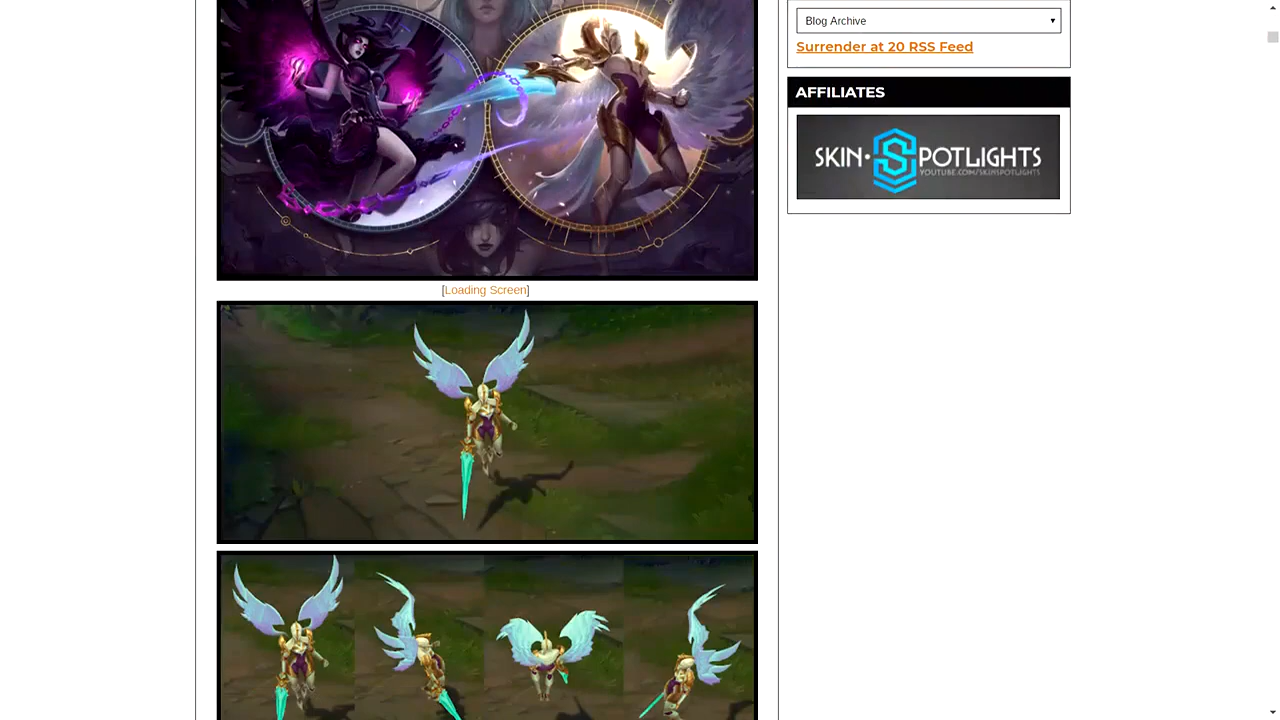 Blog Archive
Surrender at 20 RSS Feed
AFFILIATES
SKIN·SPOTLIGHTS
YOUTUBE.COM/SKINSPOTLIGHTS
[Loading Screen]